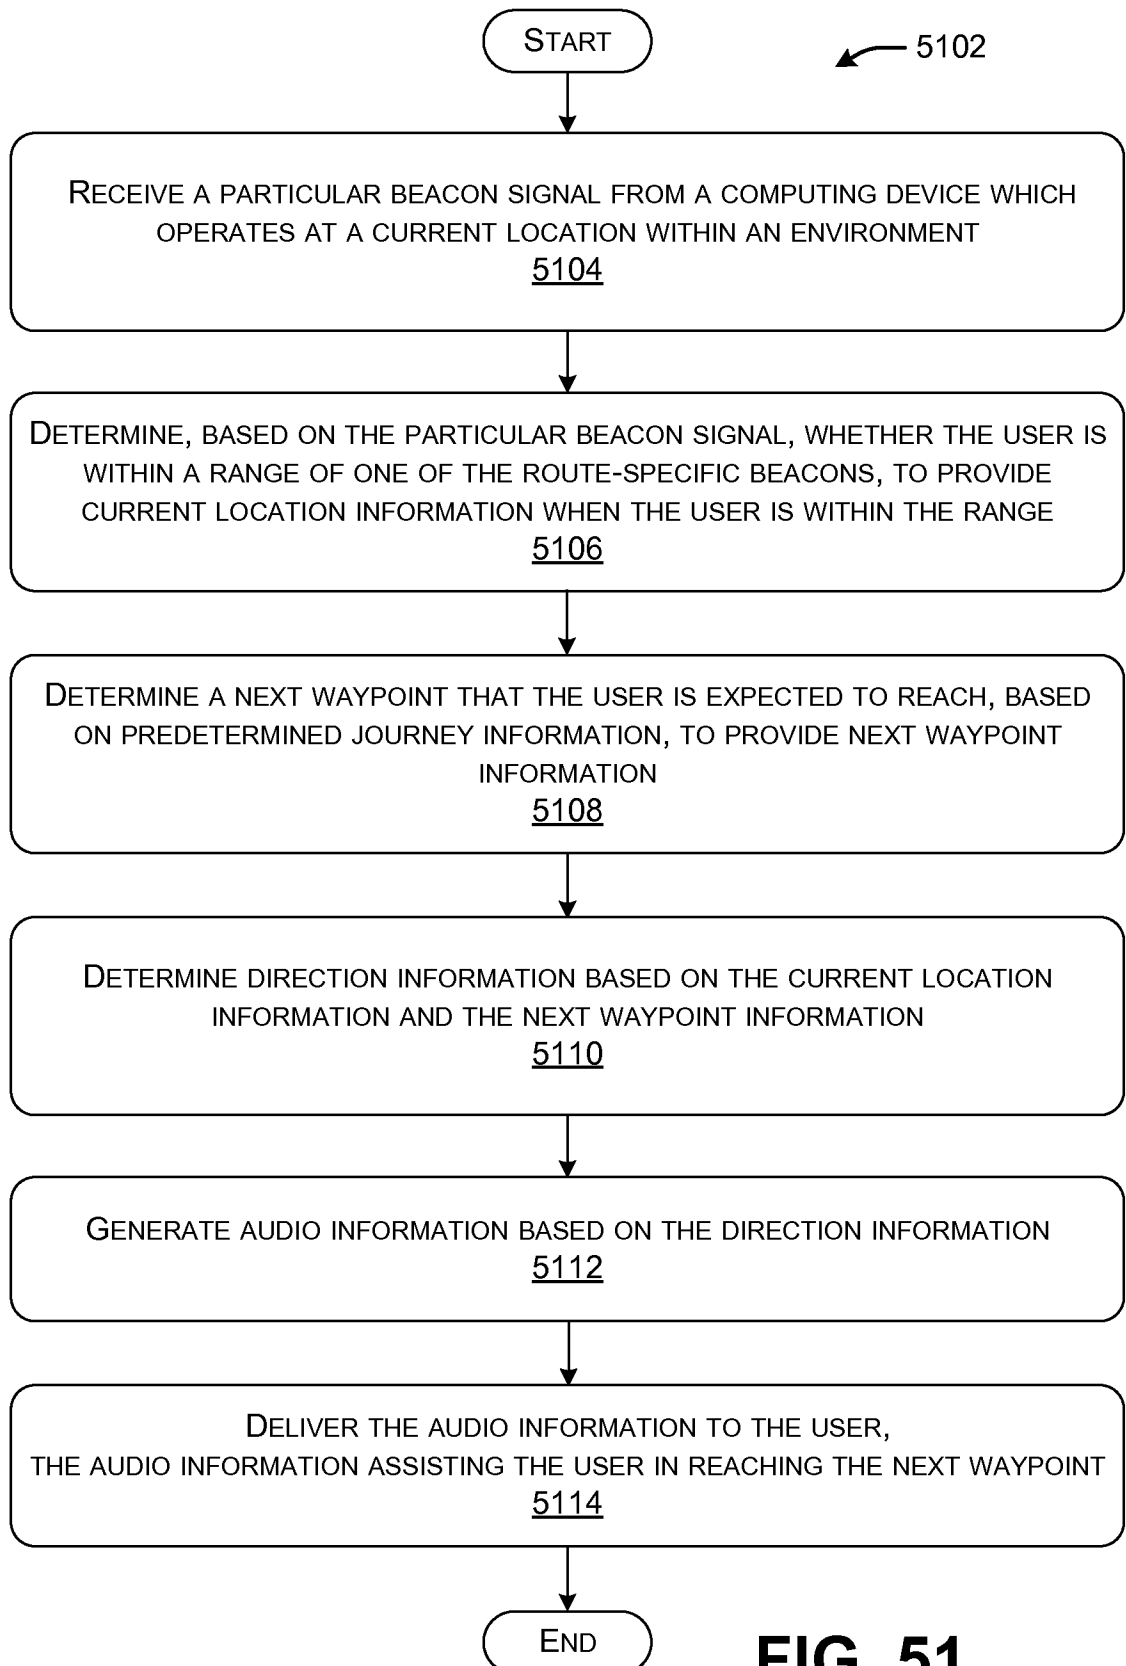 START
5102
RECEIVE A PARTICULAR BEACON SIGNAL FROM A COMPUTING DEVICE WHICH
OPERATES AT A CURRENT LOCATION WITHIN AN ENVIRONMENT
5104
DETERMINE, BASED ON THE PARTICULAR BEACON SIGNAL, WHETHER THE USER IS
WITHIN A RANGE OF ONE OF THE ROUTE-SPECIFIC BEACONS, TO PROVIDE
CURRENT LOCATION INFORMATION WHEN THE USER IS WITHIN THE RANGE
5106
DETERMINE A NEXT WAYPOINT THAT THE USER IS EXPECTED TO REACH, BASED
ON PREDETERMINED JOURNEY INFORMATION, TO PROVIDE NEXT WAYPOINT
INFORMATION
5108
DETERMINE DIRECTION INFORMATION BASED ON THE CURRENT LOCATION
INFORMATION AND THE NEXT WAYPOINT INFORMATION
5110
GENERATE AUDIO INFORMATION BASED ON THE DIRECTION INFORMATION
5112
DELIVER THE AUDIO INFORMATION TO THE USER,
THE AUDIO INFORMATION ASSISTING THE USER IN REACHING THE NEXT WAYPOINT
5114
END
FIG. 51